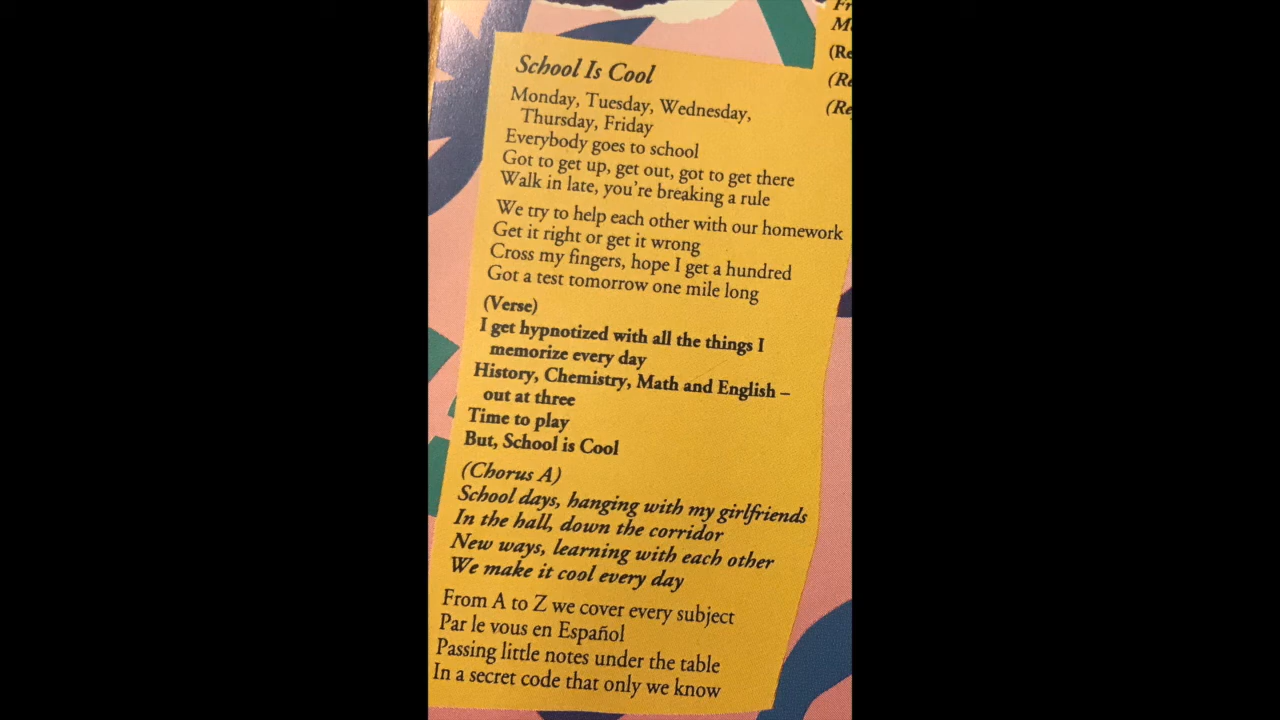 School Is Cool
Monday, Tuesday, Wednesday,
Thursday, Friday
Everybody goes to school
Got to get up, get out, got to get there
Walk in late, you're breaking a rule
We try to help each other with our homework
Get it right or get it wrong
Cross my fingers, hope I get a hundred
Got a test tomorrow one mile long
(Verse)
I get hypnotized with all the things I
memorize every day
History, Chemistry, Math and English –
out at three
Time to play
But, School is Cool
(Chorus A)
School days, hanging with my girlfriends
In the hall, down the corridor
New ways, learning with each other
We make it cool every day
From A to Z we cover every subject
Par le vous en Español
Passing little notes under the table
In a secret code that only we know